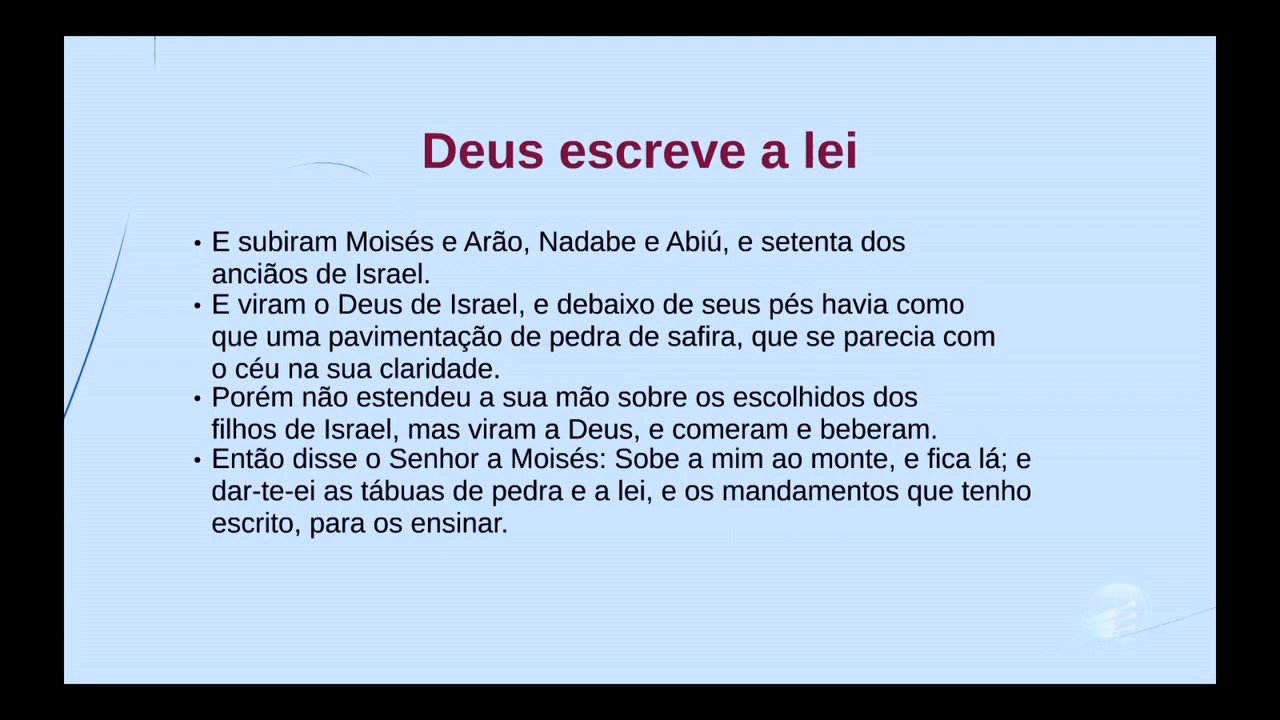 Deus escreve a lei
• E subiram Moisés e Arão, Nadabe e Abiú, e setenta dos
anciãos de Israel.
• E viram o Deus de Israel, e debaixo de seus pés havia como
que uma pavimentação de pedra de safira, que se parecia com
o céu na sua claridade.
• Porém não estendeu a sua mão sobre os escolhidos dos
filhos de Israel, mas viram a Deus, e comeram e beberam.
• Então disse o Senhor a Moisés: Sobe a mim ao monte, e fica lá; e
dar-te-ei as tábuas de pedra e a lei, e os mandamentos que tenho
escrito, para os ensinar.